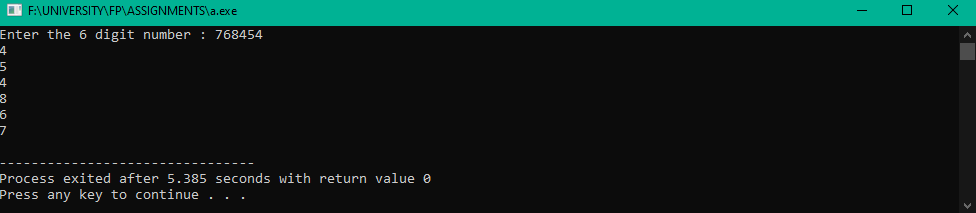 F:\UNIVERSITY\FP\ASSIGNMENTS\a.exe
Enter the 6 digit number : 768454
4
5
4
8
6
7
--------------------------------
Process exited after 5.385 seconds with return value 0
Press any key to continue . . .